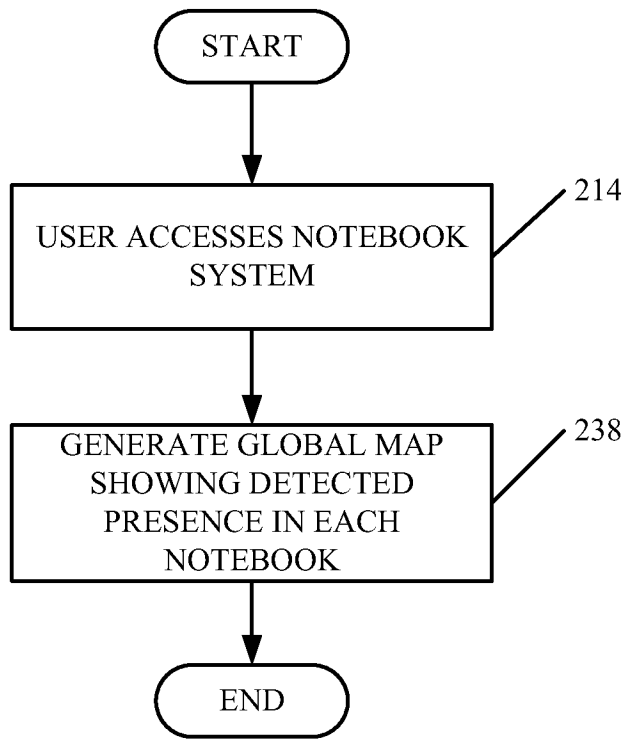 START
214
USER ACCESSES NOTEBOOK
SYSTEM
238
GENERATE GLOBAL MAP
SHOWING DETECTED
PRESENCE IN EACH
NOTEBOOK
END